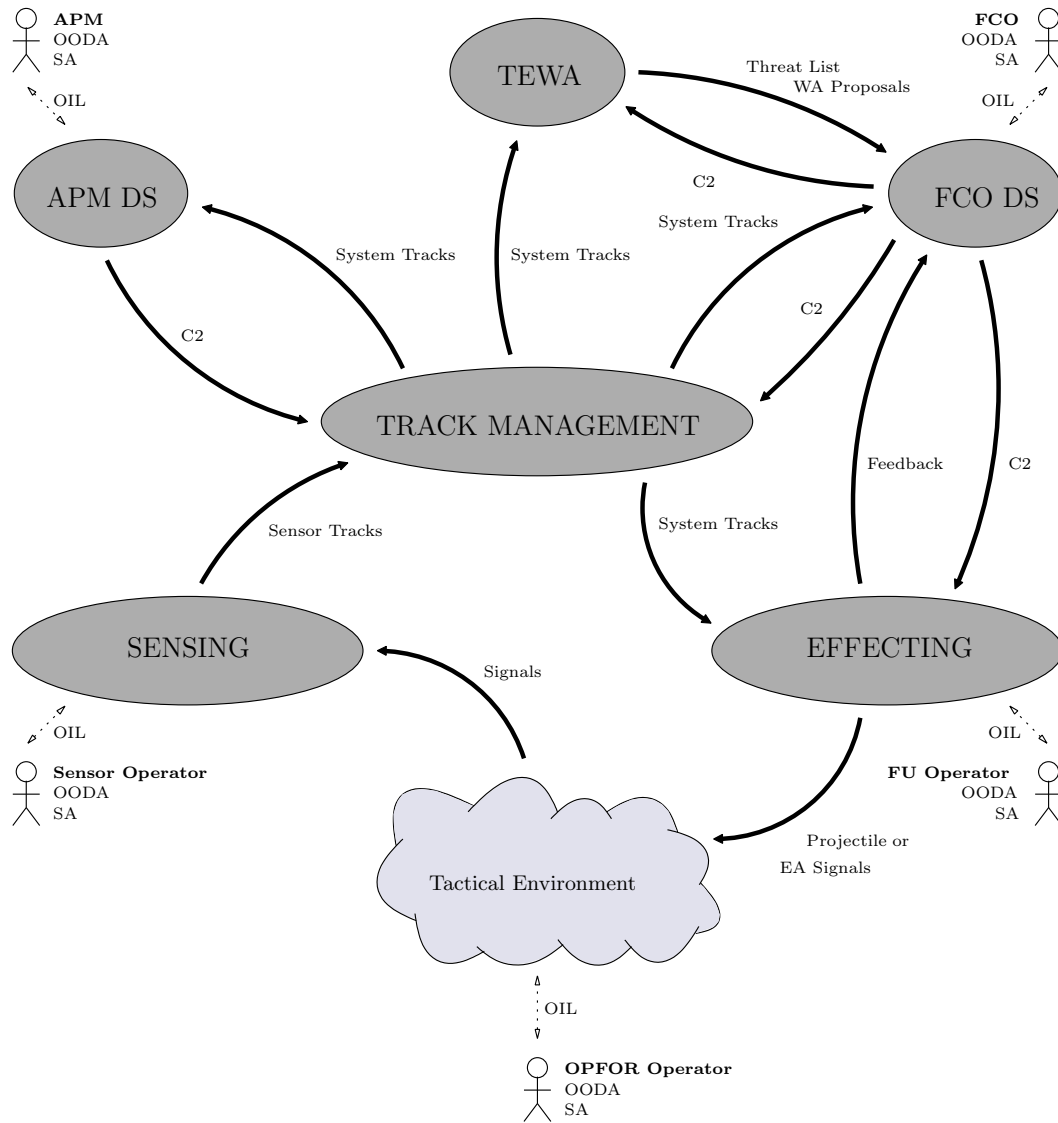 APM
OODA
SA
OIL
FCO
OODA
SA
OIL
TEWA
Threat List
WA Proposals
APM DS
FCO DS
C2
System Tracks
System Tracks
System Tracks
C2
C2
TRACK MANAGEMENT
Feedback
C2
Sensor Tracks
System Tracks
SENSING
EFFECTING
Signals
OIL
Sensor Operator
OODA
SA
OIL
FU Operator
OODA
SA
Projectile or
EA Signals
Tactical Environment
OIL
OPFOR Operator
OODA
SA